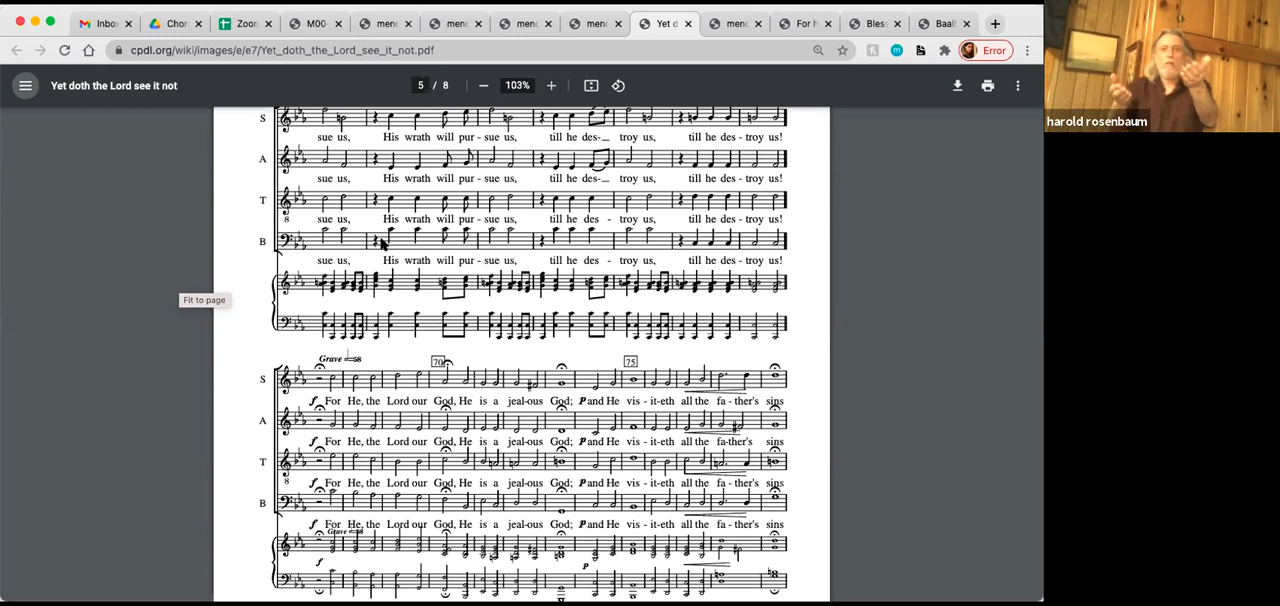 Inbo
Chor
Zoon
M00-
menc
menc
menc
menc
Yet d
menc
For h
Bless
Baal
cpdl.org/wiki/images/e/e7/Yet_doth_the_Lord_see_it_not.pdf
Error
Yet doth the Lord see it not
5 / 8
103%
harold rosenbaum
S
sue us, His wrath will pur - sue us, till he des- troy us, till he des - troy us!
A
sue us, His wrath will pur - sue us, till he des- troy us, till he des - troy us!
T
8
sue us, His wrath will pur - sue us, till he des - troy us, till he des - troy us!
B
sue us, His wrath will pur - sue us, till he des - troy us, till he des - troy us!
Fit to page
Grave
70
75
S
f For He, the Lord our God, He is a jeal-ous God; p and He vis - it-eth all the fa - ther's sins
A
f For He, the Lord our God, He is a jeal-ous God; p and He vis - it-eth all the fa-ther's sins
T
8
f For He, the Lord our God, He is a jeal-ous God; p and He vis - it-eth all the fa - ther's sins
B
f For He, the Lord our God, He is a jeal-ous God; p and He vis - it-eth all the fa - ther's sins
Grave
f
p